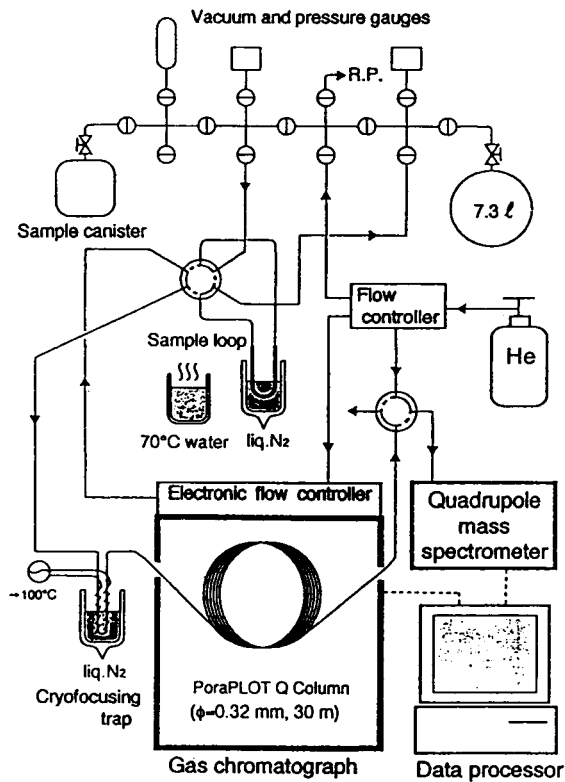 Vacuum and pressure gauges
R.P.
Sample canister
7.3 ℓ
Flow
controller
He
Sample loop
70°C water
liq.N2
Electronic flow controller
Quadrupole
mass
spectrometer
→100°C
liq.N2
Cryofocusing
trap
PoraPLOT Q Column
(ϕ=0.32 mm, 30 m)
Gas chromatograph
Data processor